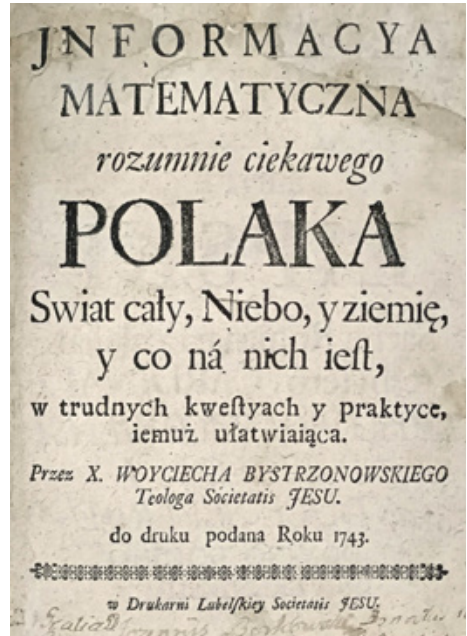 JNFORMACYA
MATEMATYCZNA
rozumnie ciekawego
POLAKA
Swiat cały, Niebo, y ziemię,
y co ná nich ieſt,
w trudnych kweſtyach y praktyce,
iemuż ułatwiaiąca.
Przez X. WOYCIECHA BYSTRZONOWSKIEGO
Teologa Societatis JESU.
do druku podana Roku 1743.
w Drukarni Lubelſkiey Societatis JESU.